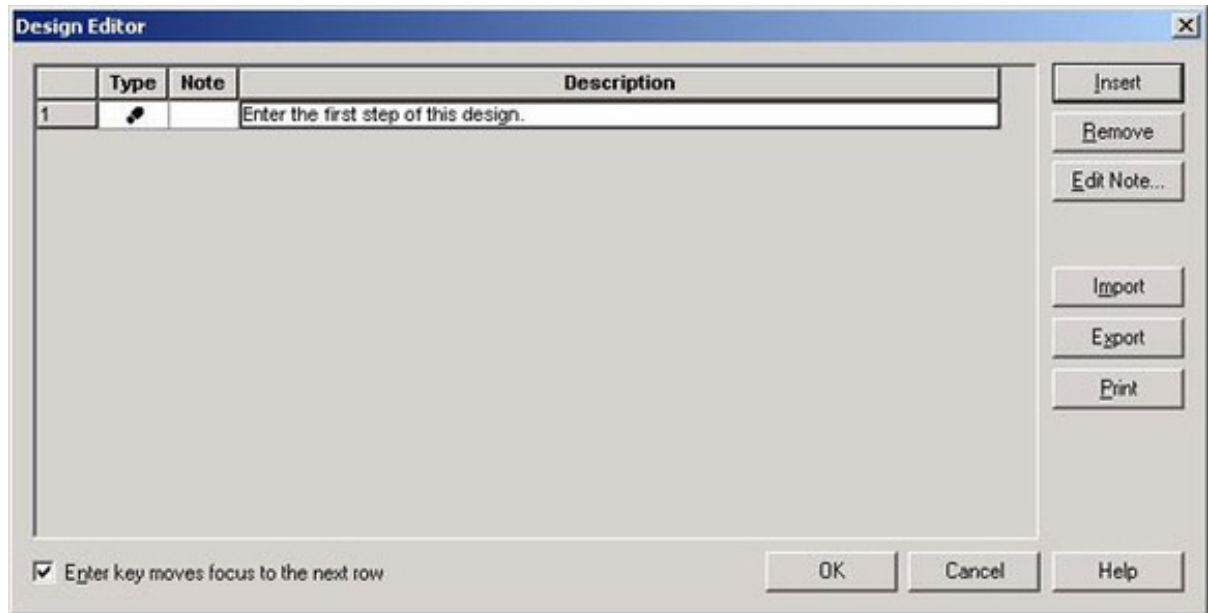 Design Editor
Type Note Description
1 Enter the first step of this design.
Insert
Remove
Edit Note...
Import
Export
Print
Enter key moves focus to the next row
OK Cancel Help